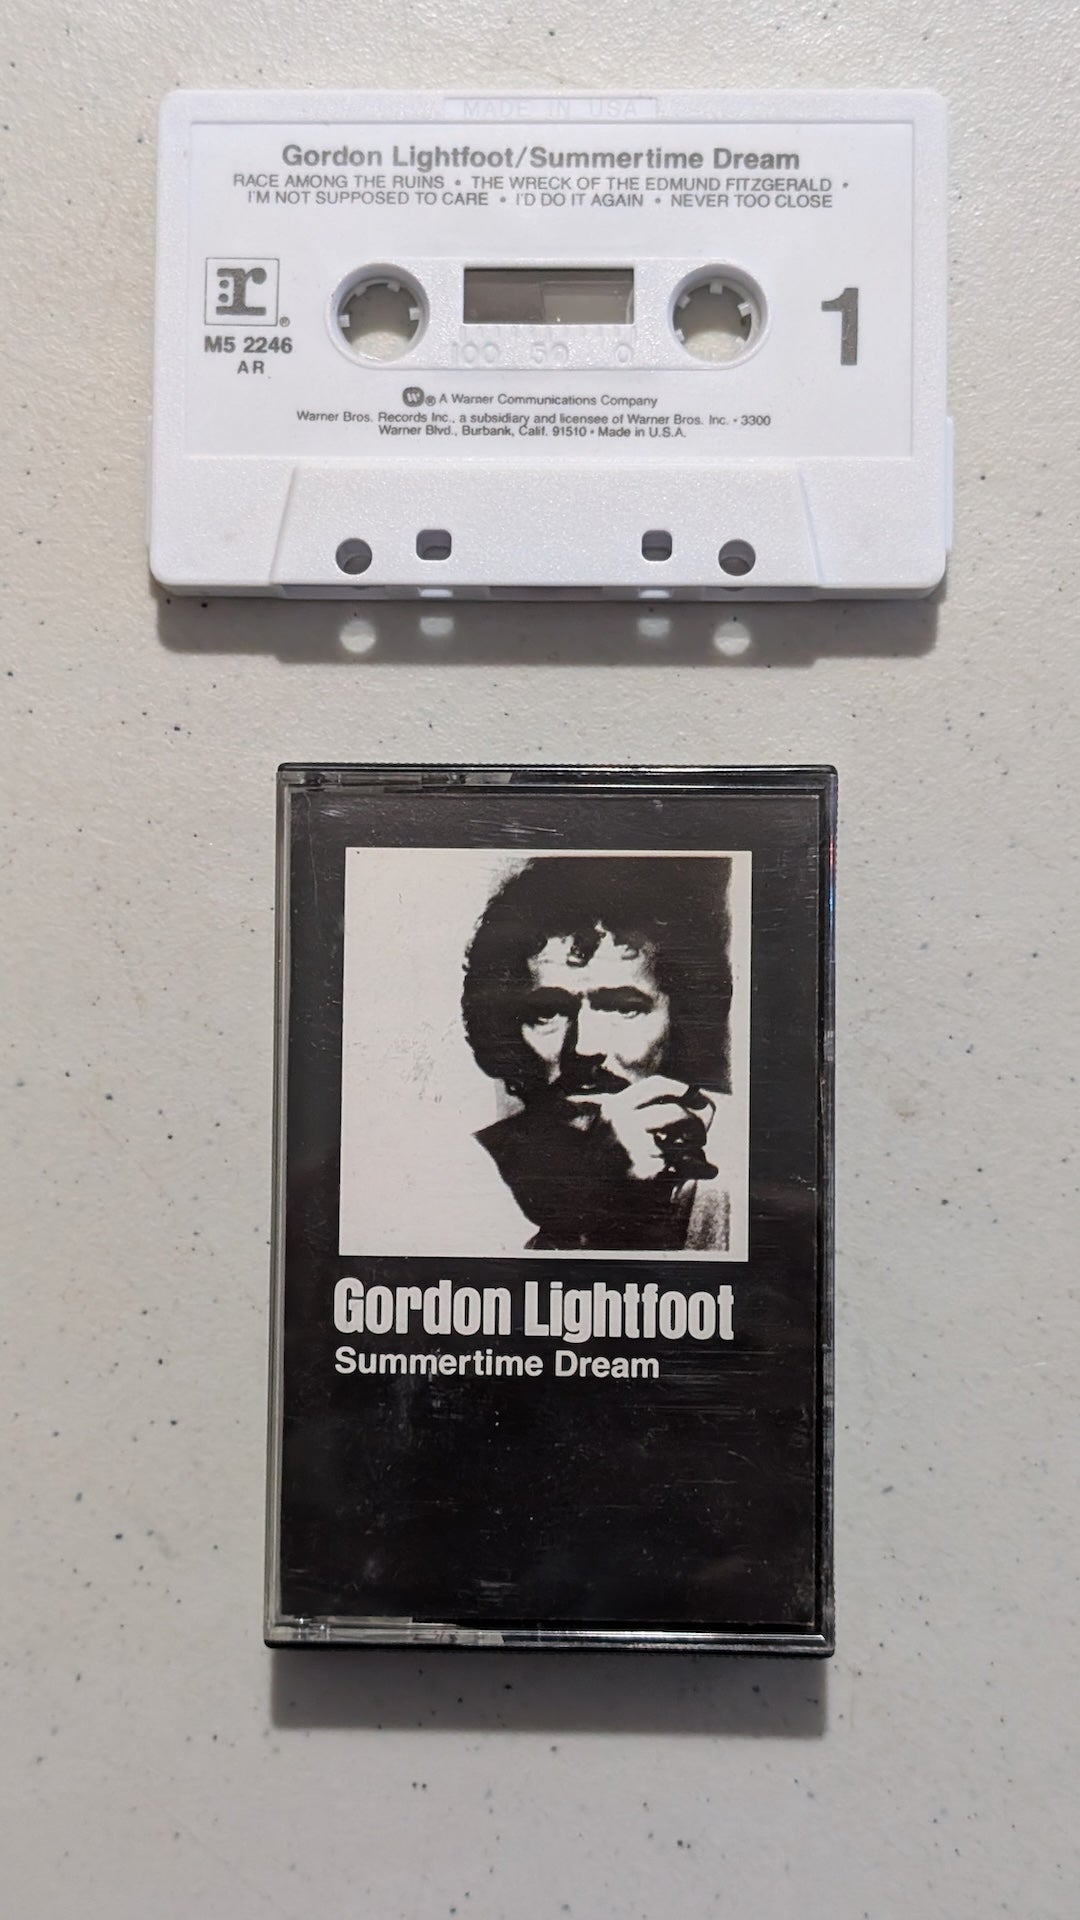 MADE IN USA
Gordon Lightfoot/Summertime Dream
RACE AMONG THE RUINS • THE WRECK OF THE EDMUND FITZGERALD •
I'M NOT SUPPOSED TO CARE • I'D DO IT AGAIN • NEVER TOO CLOSE
r
®
M5 2246
AR
1
100 50 0
W ® A Warner Communications Company
Warner Bros. Records Inc., a subsidiary and licensee of Warner Bros. Inc. • 3300
Warner Blvd., Burbank, Calif. 91510 • Made in U.S.A.
Gordon Lightfoot
Summertime Dream